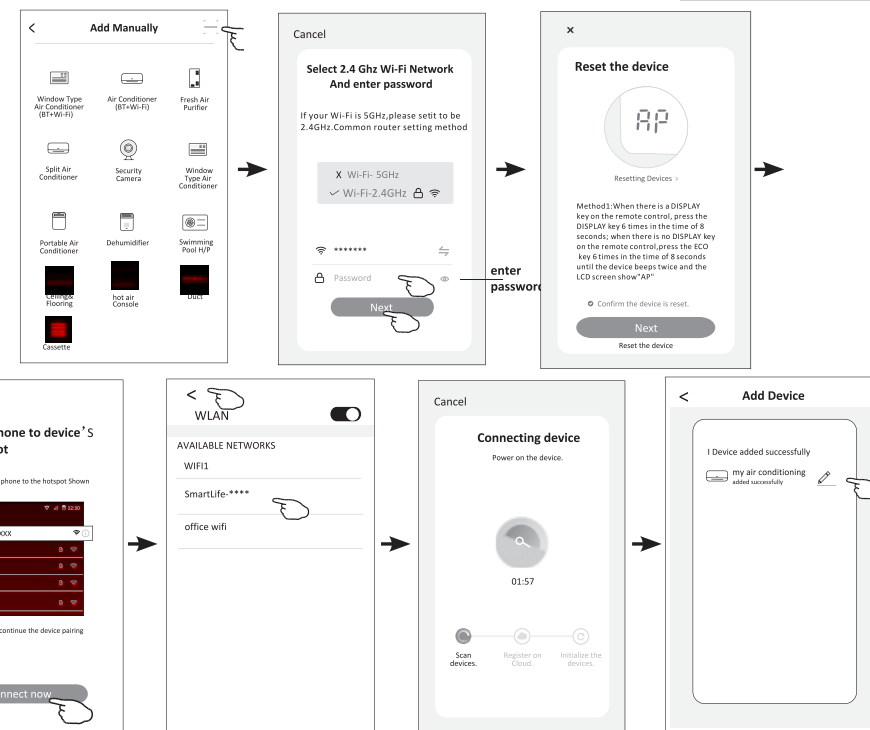 Add Manually
Window Type
Air Conditioner
(BT+Wi-Fi)
Air Conditioner
(BT+Wi-Fi)
Fresh Air
Purifier
Split Air
Conditioner
Security
Camera
Window
Type Air
Conditioner
Portable Air
Conditioner
Dehumidifier
Swimming
Pool H/P
Ceiling&
Flooring
hot air
Console
Duct
Cassette
Cancel
Select 2.4 Ghz Wi-Fi Network
And enter password
If your Wi-Fi is 5GHz,please setit to be
2.4GHz.Common router setting method
X Wi-Fi- 5GHz
Wi-Fi-2.4GHz
*******
Password
Next
enter
password
×
Reset the device
AP
Resetting Devices >
Method1:When there is a DISPLAY
key on the remote control, press the
DISPLAY key 6 times in the time of 8
seconds; when there is no DISPLAY key
on the remote control,press the ECO
key 6 times in the time of 8 seconds
until the device beeps twice and the
LCD screen show"AP"
Confirm the device is reset.
Next
Reset the device
hone to device's
ot
phone to the hotspot Shown
12:30
XXX
continue the device pairing
nnect now
<
WLAN
AVAILABLE NETWORKS
WIFI1
SmartLife-****
office wifi
Cancel
Connecting device
Power on the device.
01:57
Scan
devices.
Register on
Cloud.
Initialize the
devices.
< Add Device
I Device added successfully
my air conditioning
added successfully